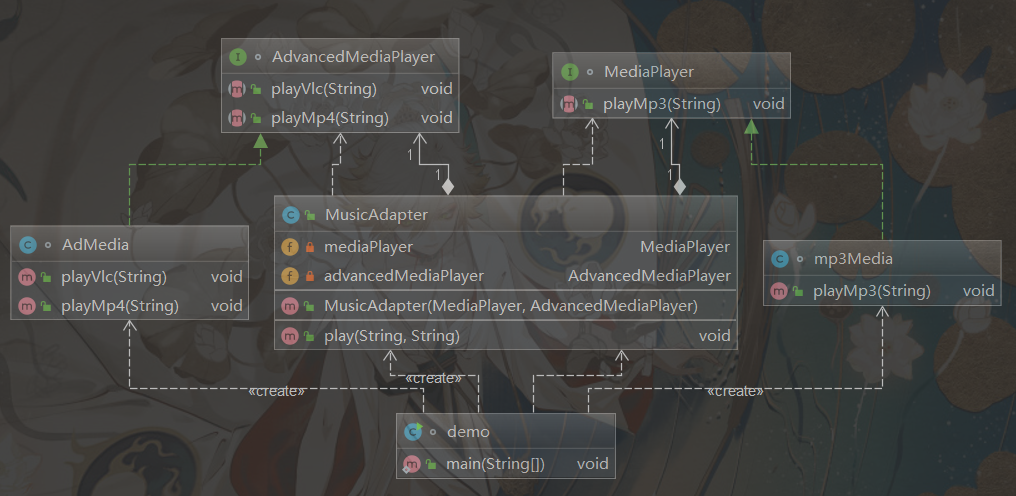 AdvancedMediaPlayer
playVlc(String) void
playMp4(String) void
MediaPlayer
playMp3(String) void
1
1
1
1
MusicAdapter
mediaPlayer MediaPlayer
advancedMediaPlayer AdvancedMediaPlayer
MusicAdapter(MediaPlayer, AdvancedMediaPlayer)
play(String, String) void
AdMedia
playVlc(String) void
playMp4(String) void
mp3Media
playMp3(String) void
«create»
«create»
«create»
demo
main(String[]) void